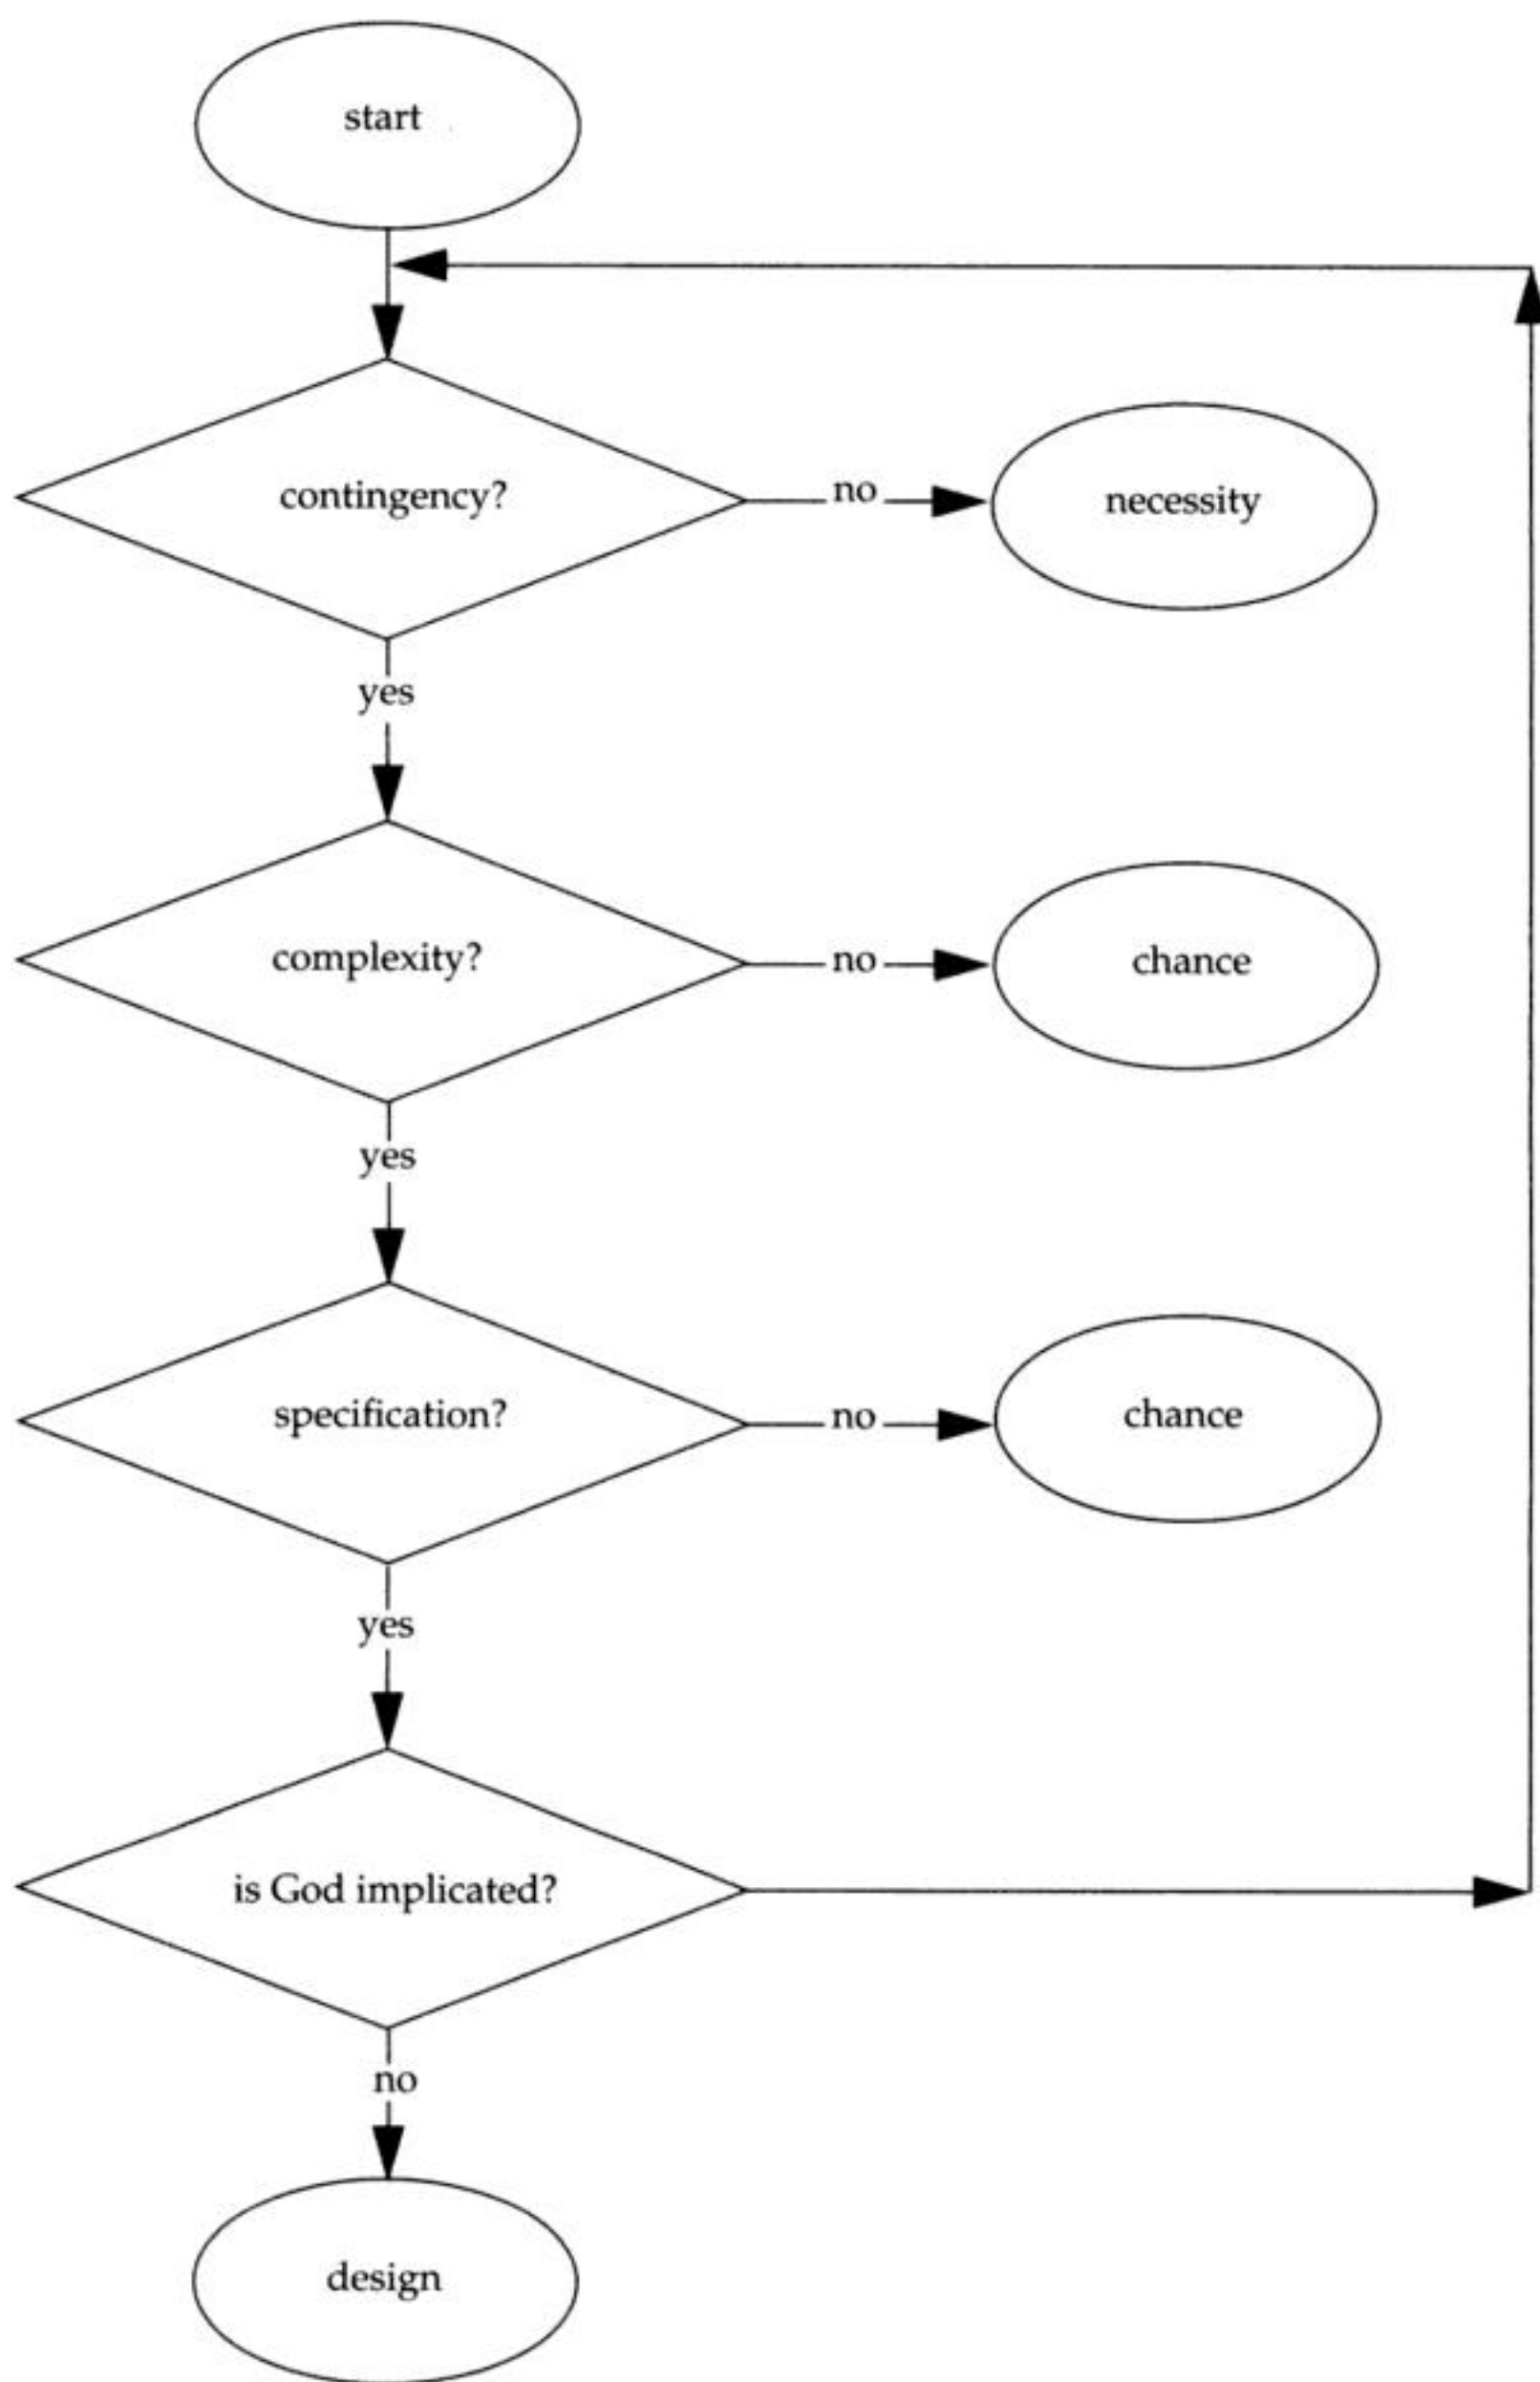 start
contingency?
no
necessity
yes
complexity?
no
chance
yes
specification?
no
chance
yes
is God implicated?
no
design